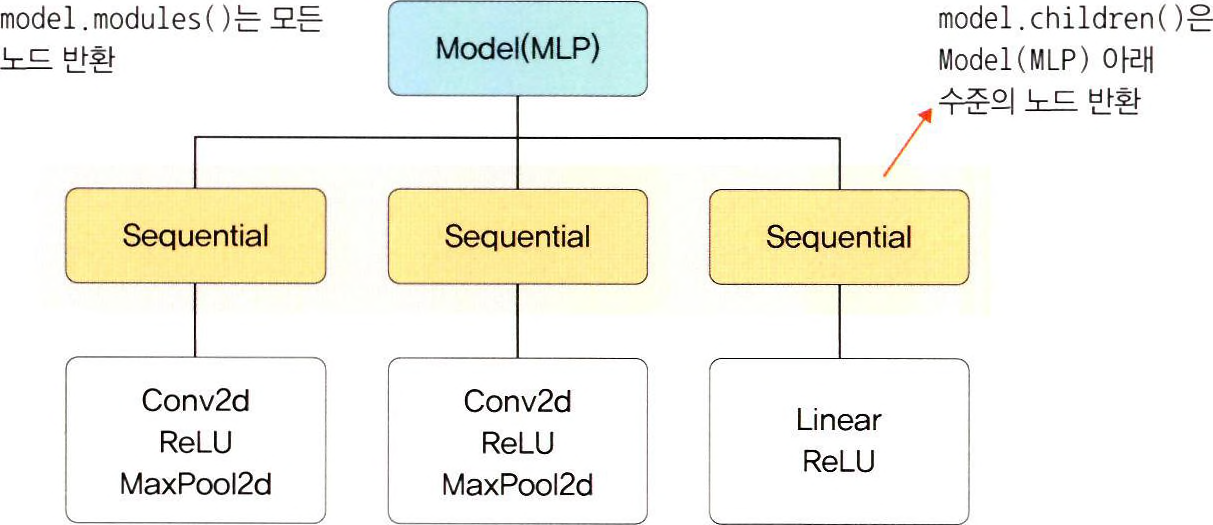 model.modules()는 모든
노드 반환
Model(MLP)
model.children()은
Model(MLP) 아래
수준의 노드 반환
Sequential
Sequential
Sequential
Conv2d
ReLU
MaxPool2d
Conv2d
ReLU
MaxPool2d
Linear
ReLU